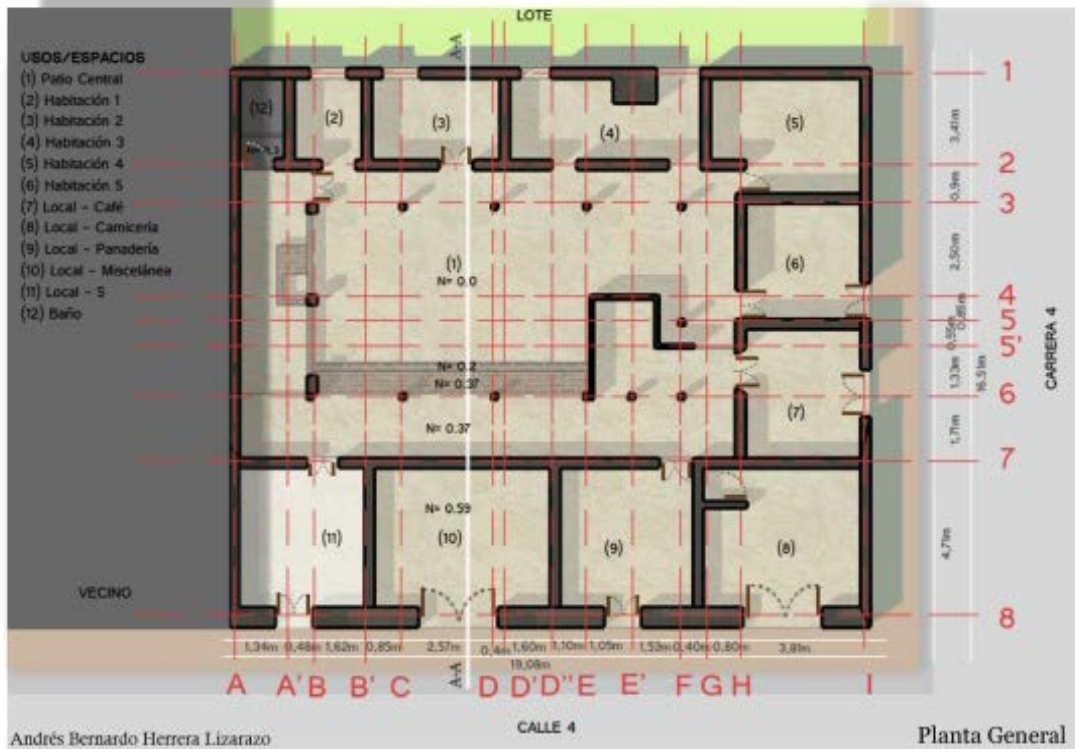 LOTE
A-A
USOS/ESPACIOS
(1) Patio Central
(2) Habitación 1
(3) Habitación 2
(4) Habitación 3
(5) Habitación 4
(6) Habitación 5
(7) Local - Café
(8) Local - Carnicería
(9) Local - Panadería
(10) Local - Miscelánea
(11) Local - 5
(12) Baño
(12)
(2)
(3)
(4)
(5)
(1)
N= 0.0
(6)
N= 0.2
N= 0.37
N= 0.37
(7)
N= 0.59
(11)
(10)
(9)
(8)
1
2
3
4
5
5'
6
7
8
3,41m
0,9m
2,50m
0,85m
0,55m
1,33m
1,71m
4,71m
16.51m
CARRERA 4
VECINO
1,34m 0,48m 1,62m 0,85m 2,57m 0,4m 1,60m 1,10m 1,05m 1,53m 0,40m 0,80m 3,81m
19,08m
A A' B B' C D D' D'' E E' F G H I
A-A
CALLE 4
Andrés Bernardo Herrera Lizarazo
Planta General